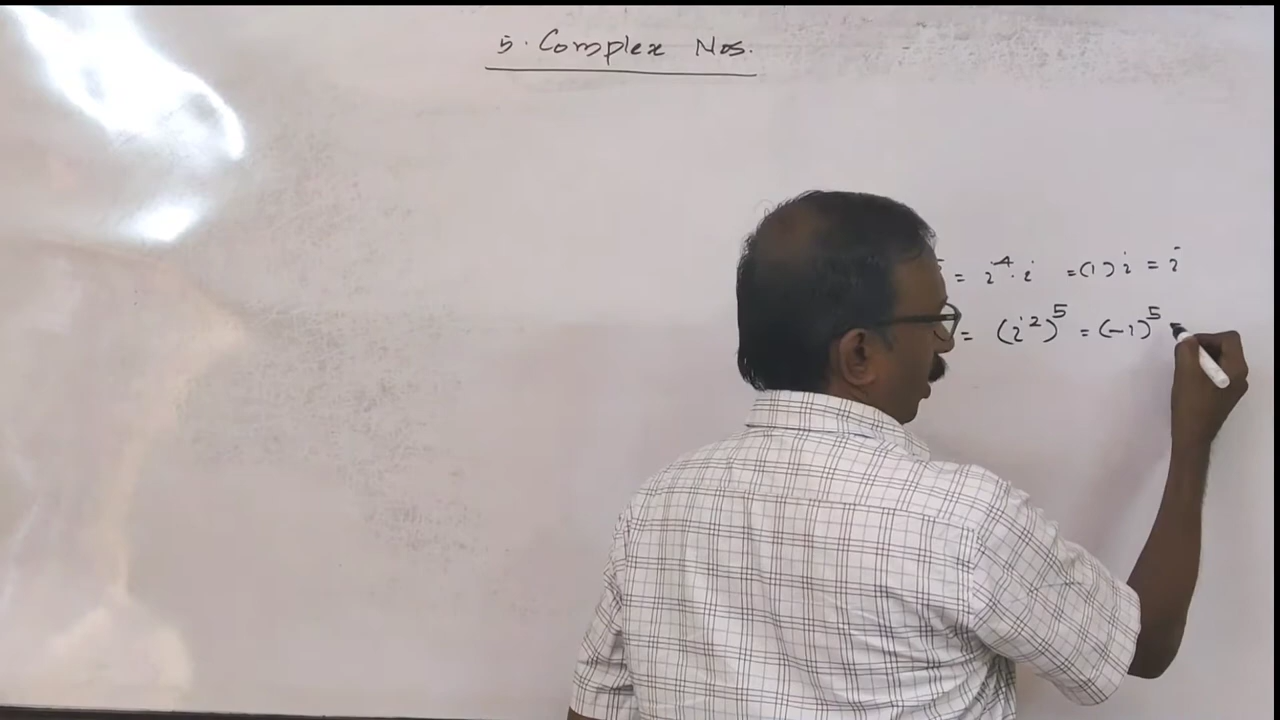 5. Complex Nos.
= i⁴·i = (1) i = i
= (i²)⁵ = (-1)⁵ =